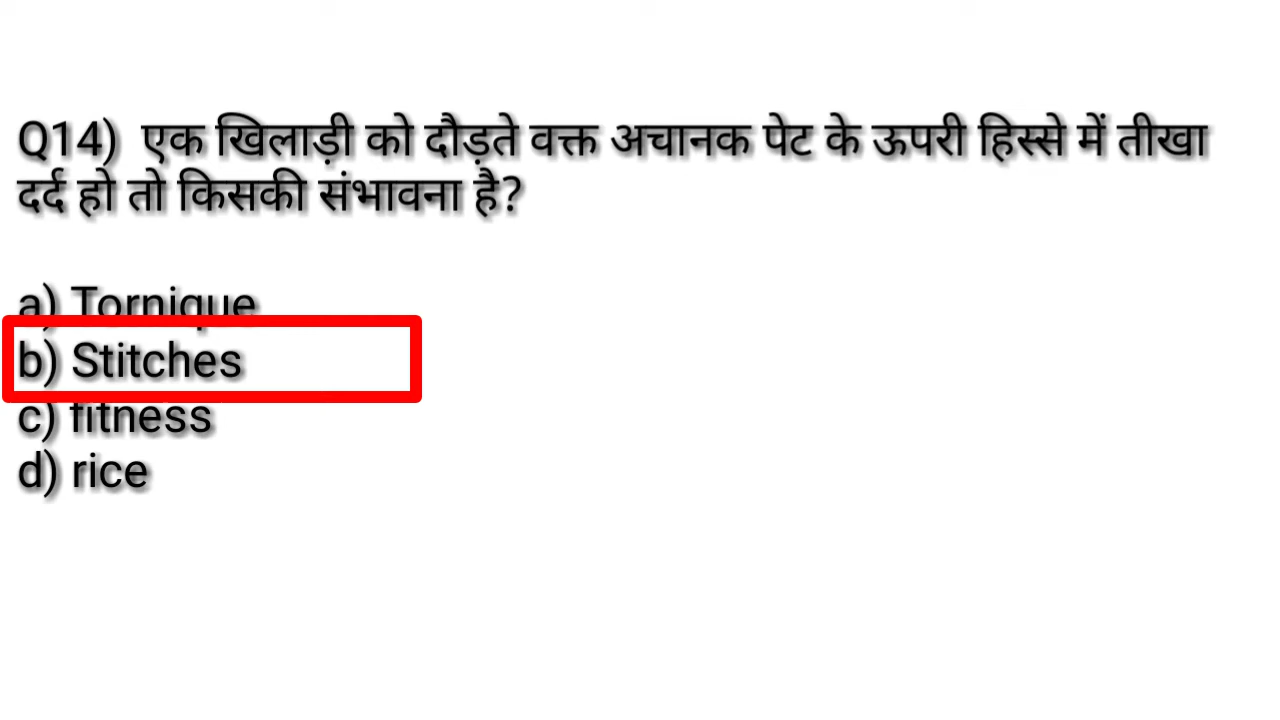 Q14) एक खिलाड़ी को दौड़ते वक्त अचानक पेट के ऊपरी हिस्से में तीखा
दर्द हो तो किसकी संभावना है?
a) Tornique
b) Stitches
c) fitness
d) rice